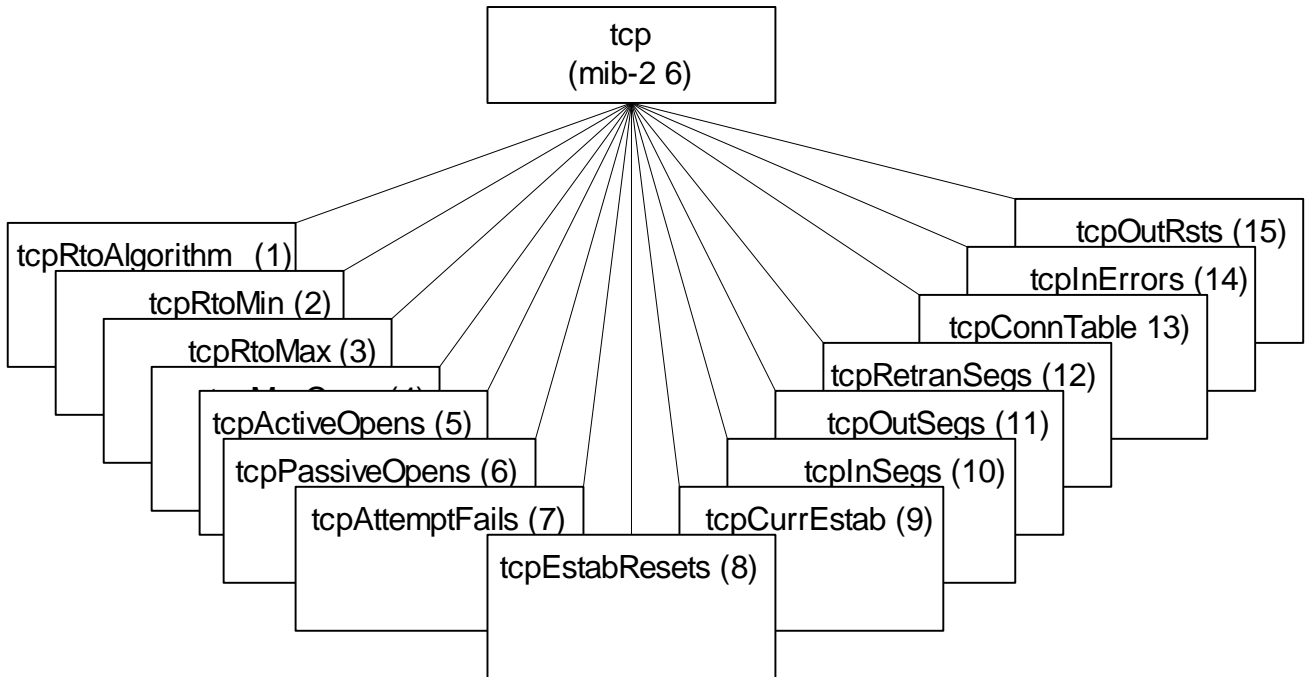 tcp
(mib-2 6)
tcpRtoAlgorithm (1)
tcpRtoMin (2)
tcpRtoMax (3)
tcpActiveOpens (5)
tcpPassiveOpens (6)
tcpAttemptFails (7)
tcpEstabResets (8)
tcpCurrEstab (9)
tcpInSegs (10)
tcpOutSegs (11)
tcpRetranSegs (12)
tcpConnTable 13)
tcpInErrors (14)
tcpOutRsts (15)